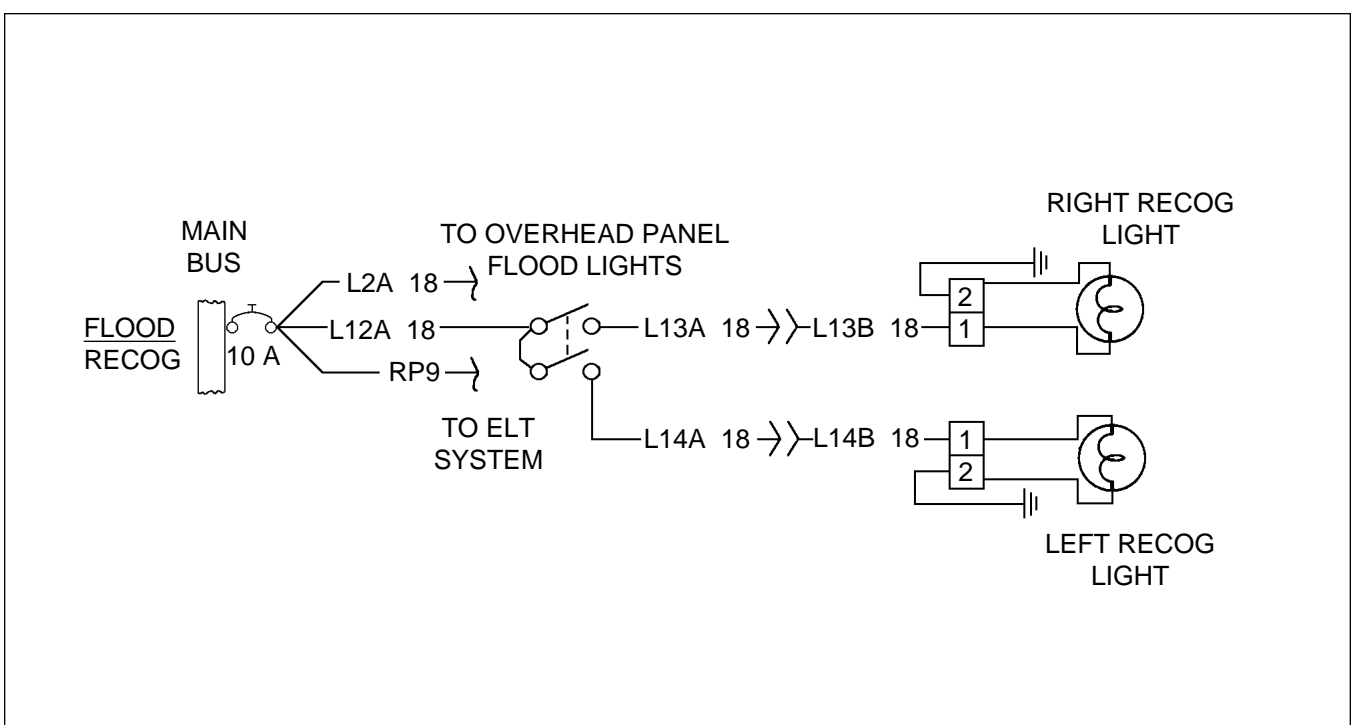 RIGHT RECOG
LIGHT
MAIN
BUS
TO OVERHEAD PANEL
FLOOD LIGHTS
L2A 18
2
FLOOD
RECOG
10 A
L12A 18
L13A 18
L13B 18
1
RP9
TO ELT
SYSTEM
L14A 18
L14B 18
1
2
LEFT RECOG
LIGHT